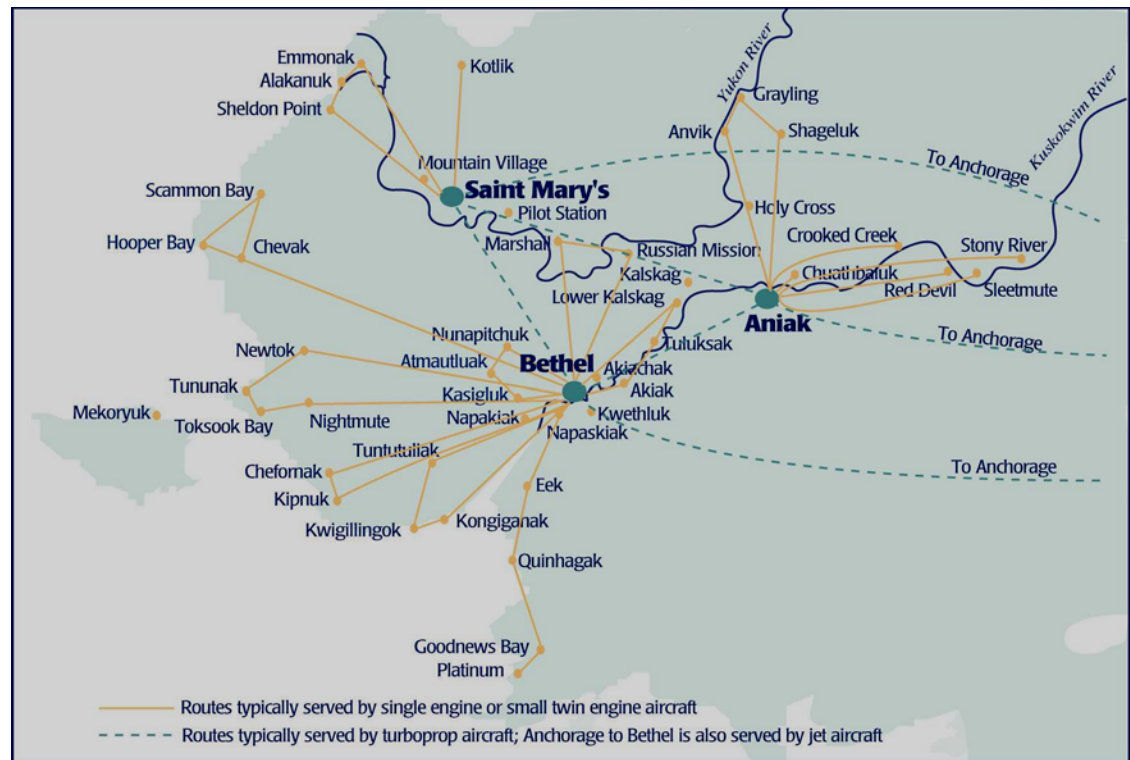 Emmonak
Kotlik
Alakanuk
Sheldon Point
Yukon River
Grayling
Kuskokwim River
Anvik
Shageluk
To Anchorage
Mountain Village
Scammon Bay
Saint Mary's
Pilot Station
Holy Cross
Hooper Bay
Chevak
Marshall
Russian Mission
Crooked Creek
Stony River
Kalskag
Chuathbaluk
Lower Kalskag
Red Devil
Sleetmute
Aniak
To Anchorage
Nunapitchuk
Tuluksak
Newtok
Atmautluak
Bethel
Akiachak
Tununak
Kasigluk
Akiak
Mekoryuk
Toksook Bay
Nightmute
Napakiak
Kwethluk
Napaskiak
Tuntutuliak
To Anchorage
Chefornak
Eek
Kipnuk
Kwigillingok
Kongiganak
Quinhagak
Goodnews Bay
Platinum
Routes typically served by single engine or small twin engine aircraft
Routes typically served by turboprop aircraft; Anchorage to Bethel is also served by jet aircraft